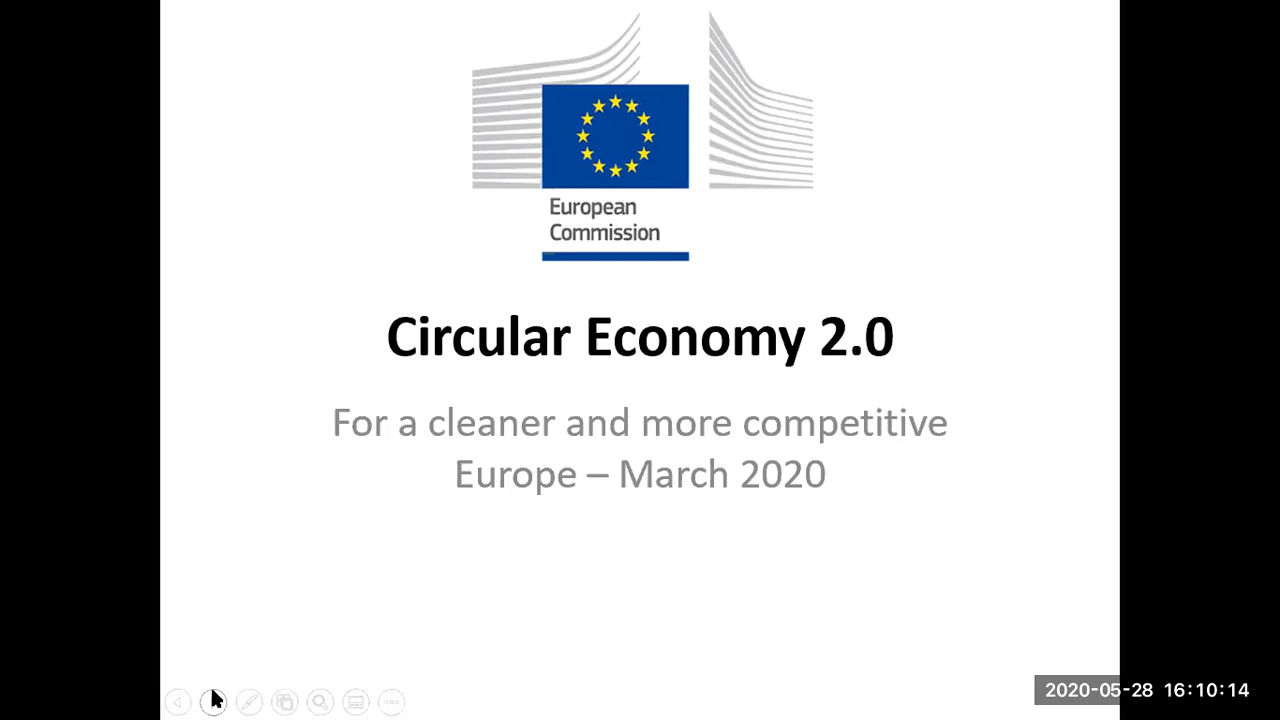 European
Commission
Circular Economy 2.0
For a cleaner and more competitive
Europe – March 2020
2020-05-28 16:10:14